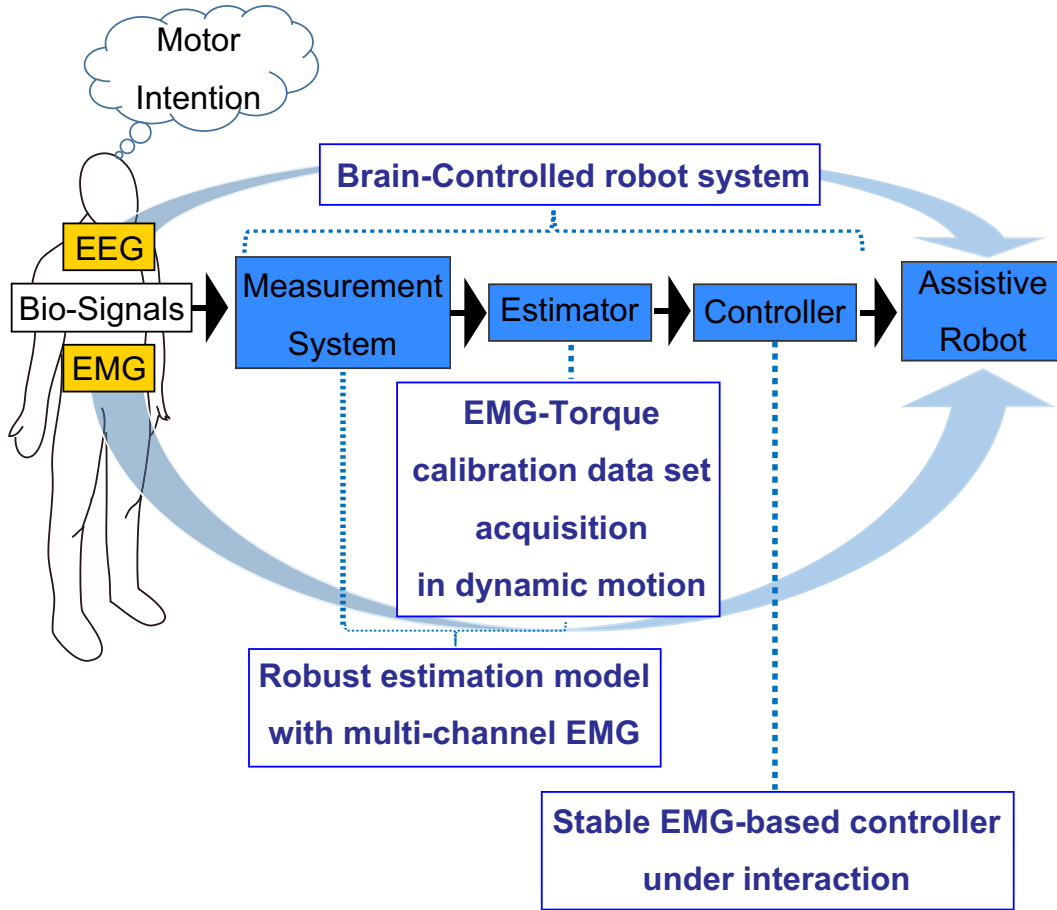 Motor
Intention
Brain-Controlled robot system
EEG
Bio-Signals
EMG
Measurement
System
Estimator
Controller
Assistive
Robot
EMG-Torque
calibration data set
acquisition
in dynamic motion
Robust estimation model
with multi-channel EMG
Stable EMG-based controller
under interaction